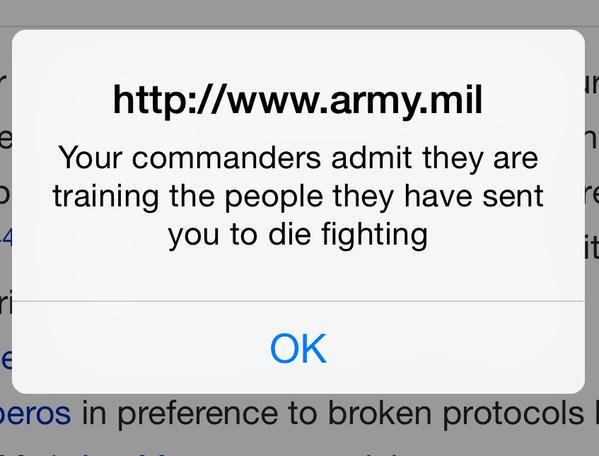 http://www.army.mil
Your commanders admit they are
training the people they have sent
you to die fighting
OK
in preference to broken protocols